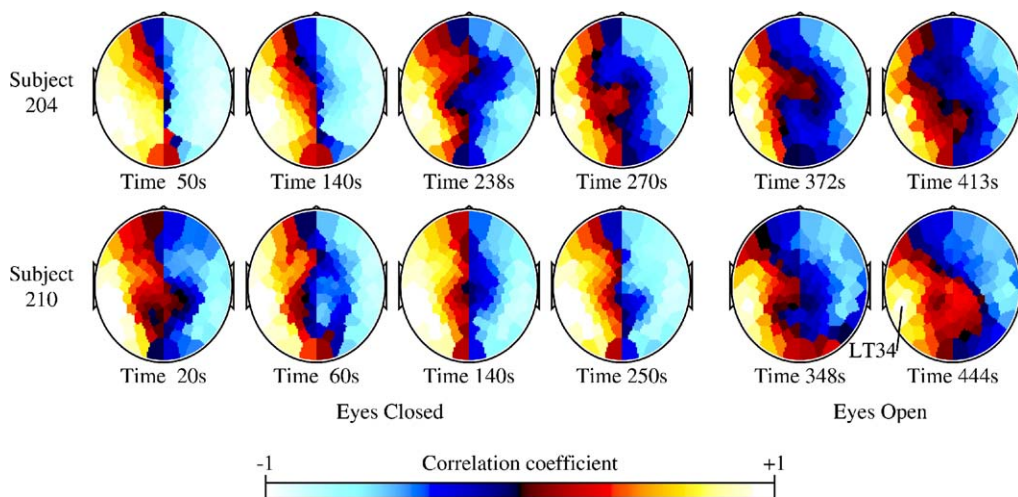 Subject
204
Time 50s
Time 140s
Time 238s
Time 270s
Time 372s
Time 413s
Subject
210
LT34
Time 20s
Time 60s
Time 140s
Time 250s
Time 348s
Time 444s
Eyes Closed
Eyes Open
-1
Correlation coefficient
+1